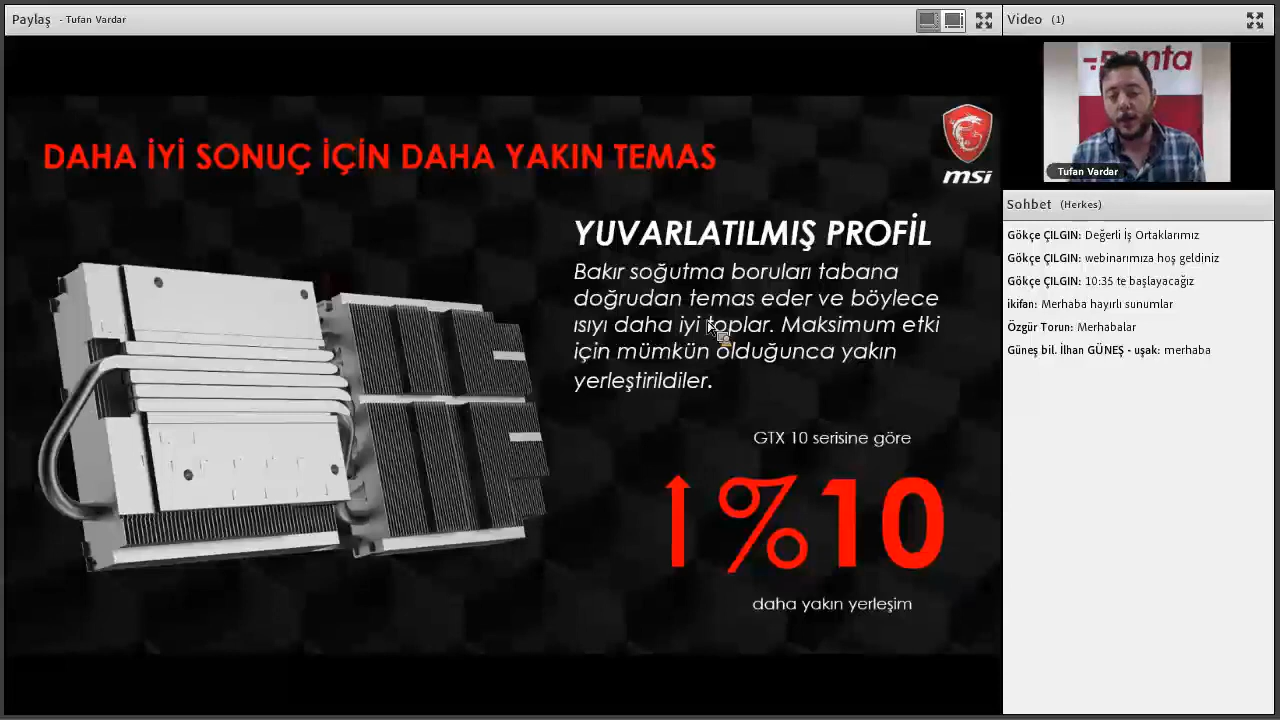 Paylaş - Tufan Vardar
DAHA İYİ SONUÇ İÇİN DAHA YAKIN TEMAS
msi
YUVARLATILMIŞ PROFİL
Bakır soğutma boruları tabana
doğrudan temas eder ve böylece
ısıyı daha iyi toplar. Maksimum etki
için mümkün olduğunca yakın
yerleştirildiler.
GTX 10 serisine göre
%10
daha yakın yerleşim
Video (1)
penta
Tufan Vardar
Sohbet (Herkes)
Gökçe ÇILGIN: Değerli İş Ortaklarımız
Gökçe ÇILGIN: webinarımıza hoş geldiniz
Gökçe ÇILGIN: 10:35 te başlayacağız
ikifan: Merhaba hayırlı sunumlar
Özgür Torun: Merhabalar
Güneş bil. İlhan GÜNEŞ - uşak: merhaba